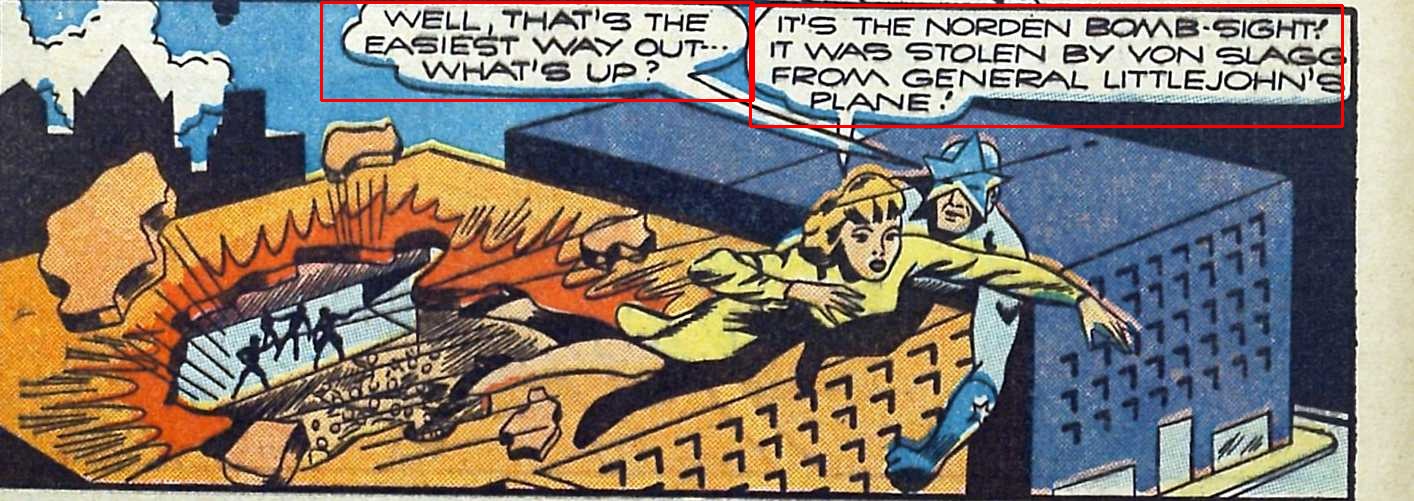 WELL, THAT'S THE
EASIEST WAY OUT---
WHAT'S UP?
IT'S THE NORDEN BOMB-SIGHT!
IT WAS STOLEN BY VON SLAGG
FROM GENERAL LITTLEJOHN'S
PLANE!